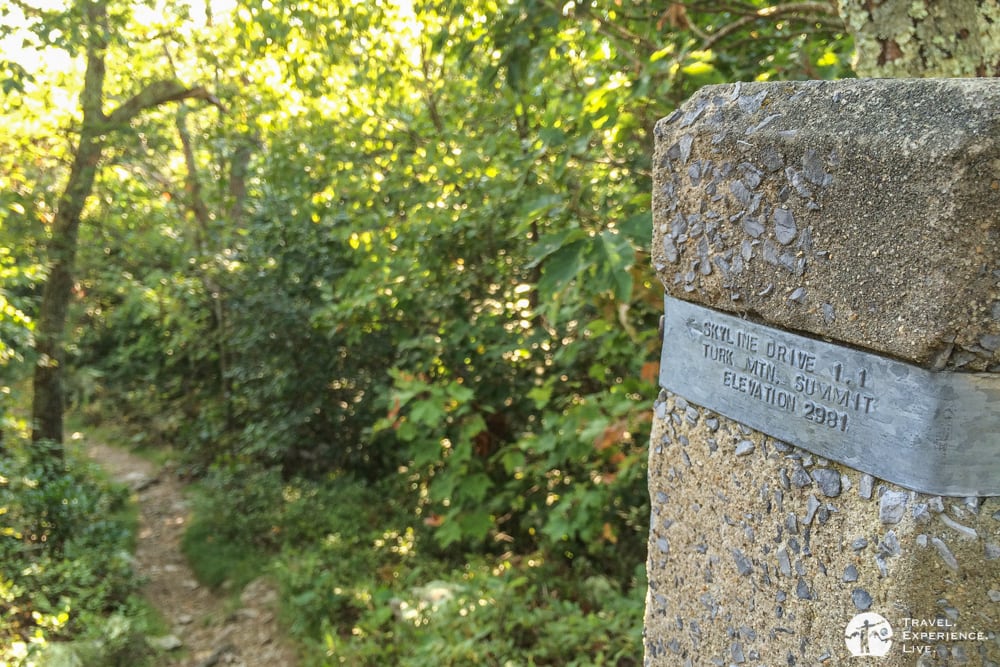 ←SKYLINE DRIVE 1.1
TURK MTN. SUMMIT
ELEVATION 2981
TRAVEL.
EXPERIENCE.
LIVE.